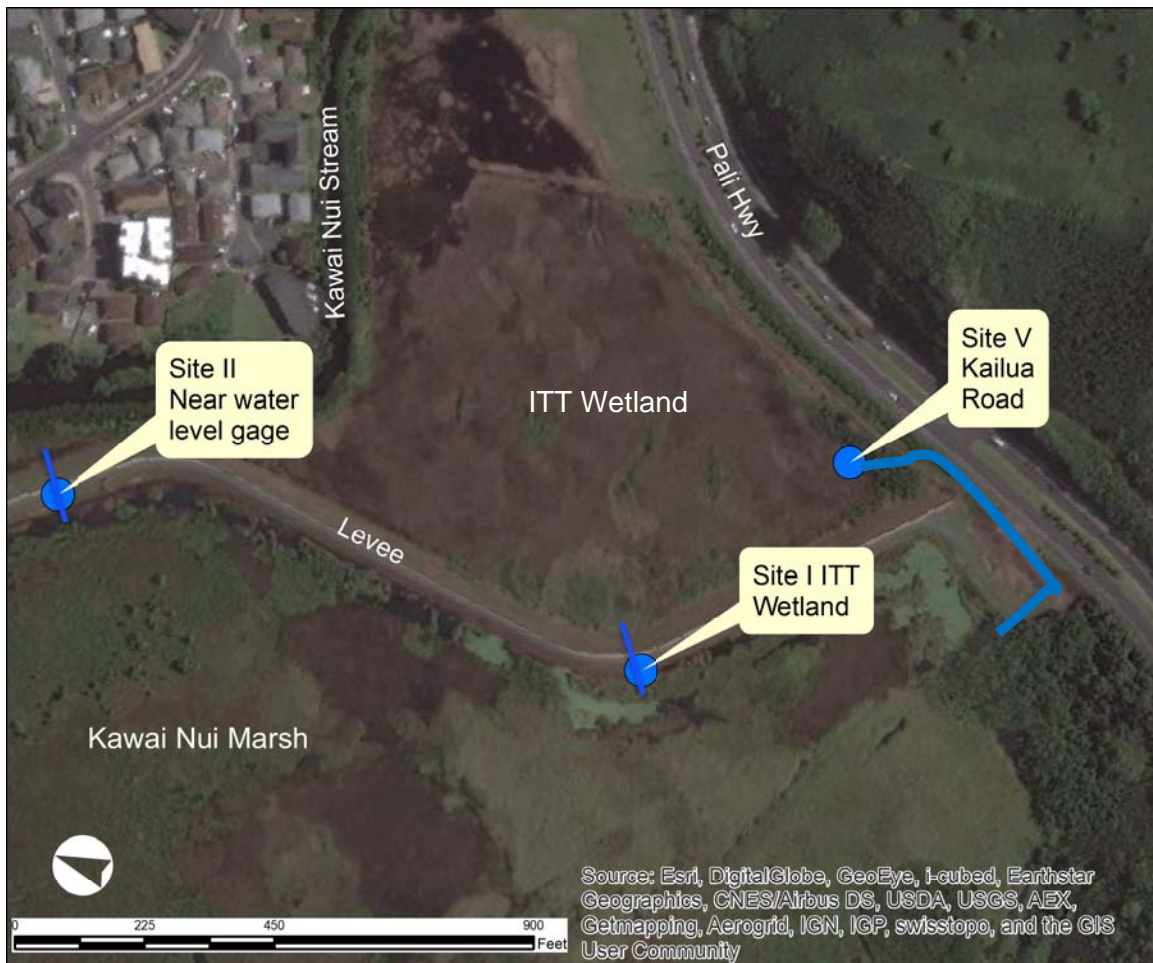 Kawai Nui Stream
Pali Hwy
Site II
Near water
level gage
Site V
Kailua
Road
ITT Wetland
Levee
Site I ITT
Wetland
Kawai Nui Marsh
0 225 450 900
Feet
Source: Esri, DigitalGlobe, GeoEye, i-cubed, Earthstar
Geographics, CNES/Airbus DS, USDA, USGS, AEX,
Getmapping, Aerogrid, IGN, IGP, swisstopo, and the GIS
User Community